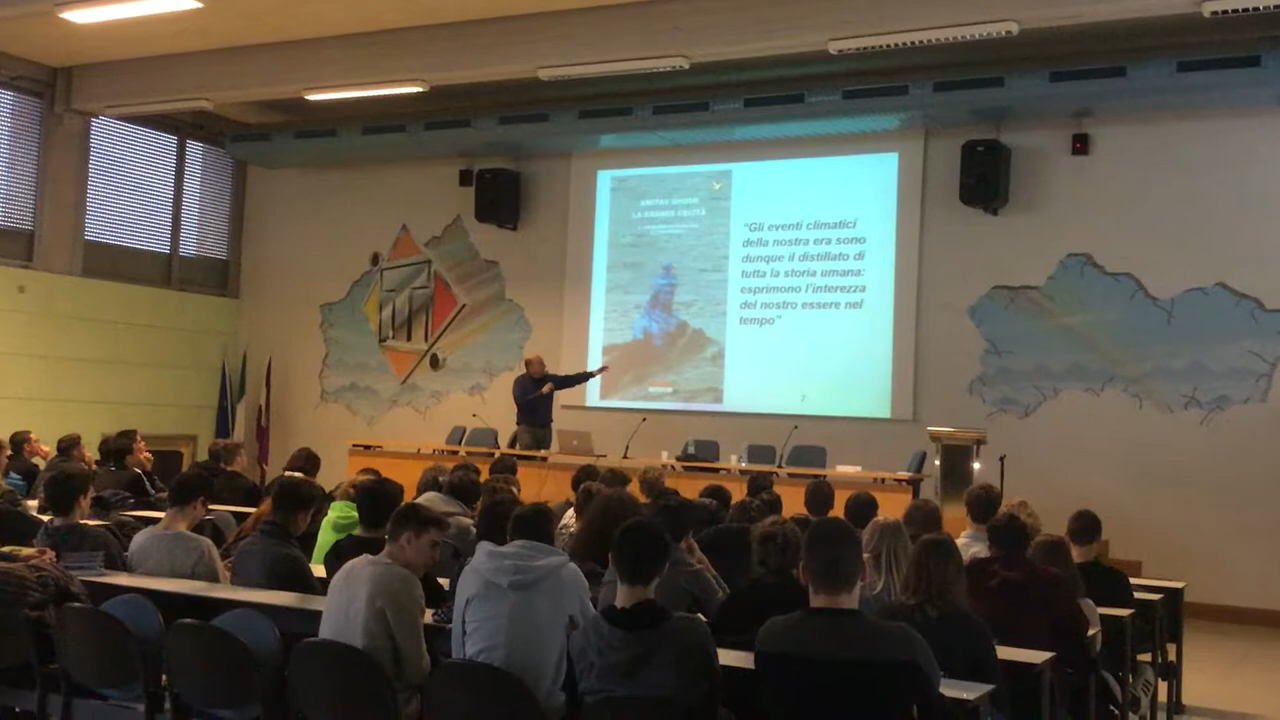 AMITAV GHOSH
LA GRANDE CECITÀ
“Gli eventi climatici
della nostra era sono
dunque il distillato di
tutta la storia umana:
esprimono l’interezza
del nostro essere nel
tempo”